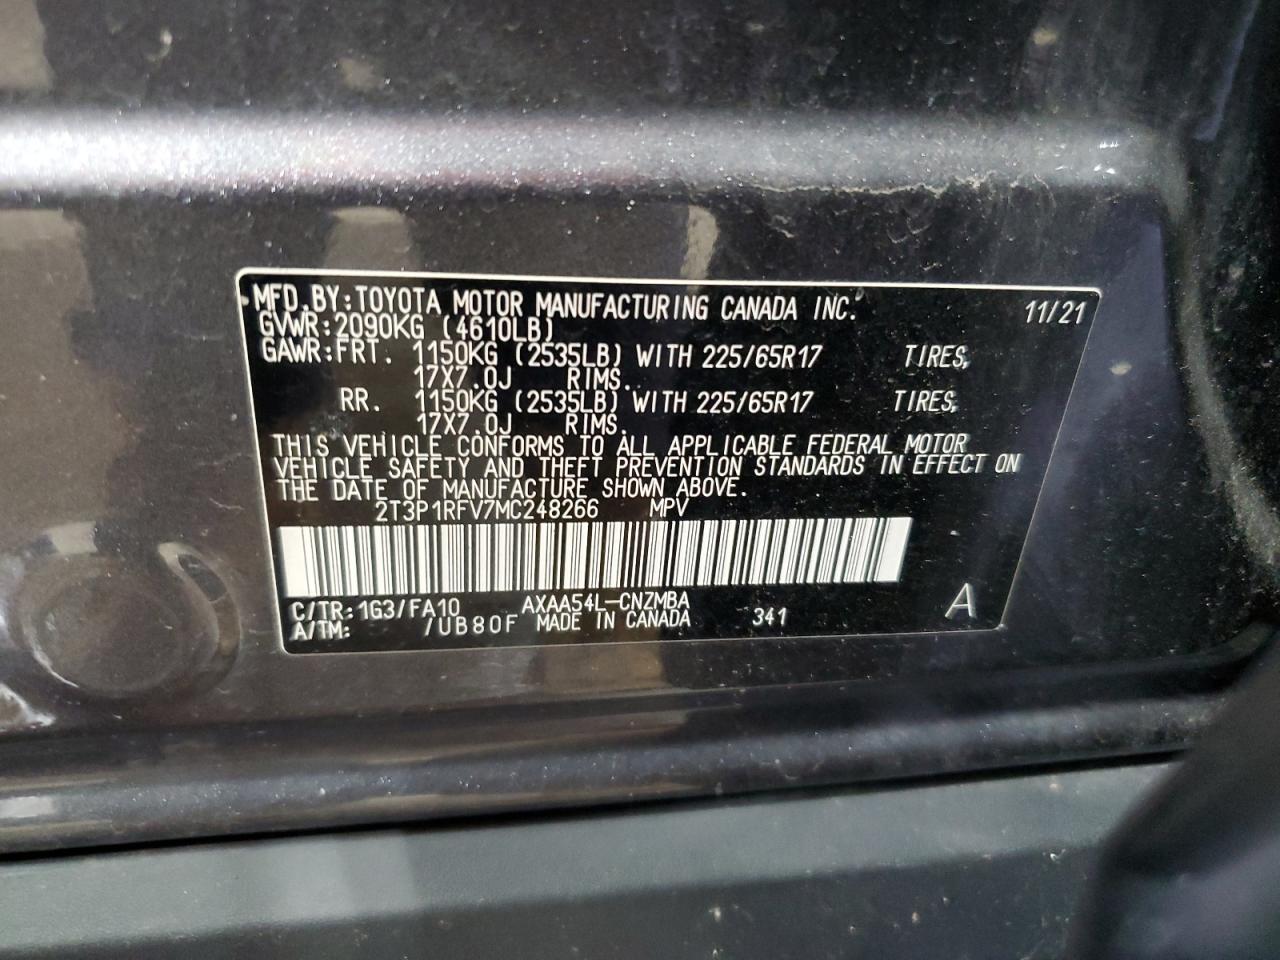 MFD.BY:TOYOTA MOTOR MANUFACTURING CANADA INC. 11/21
GVWR:2090KG (4610LB)
GAWR:FRT. 1150KG (2535LB) WITH 225/65R17 TIRES,
17X7.0J RIMS.
RR. 1150KG (2535LB) WITH 225/65R17 TIRES,
17X7.0J RIMS.
THIS VEHICLE CONFORMS TO ALL APPLICABLE FEDERAL MOTOR
VEHICLE SAFETY AND THEFT PREVENTION STANDARDS IN EFFECT ON
THE DATE OF MANUFACTURE SHOWN ABOVE.
2T3P1RFV7MC248266 MPV
C/TR:1G3/FA10 AXAA54L-CNZMBA
A/TM: /UB80F MADE IN CANADA 341 A